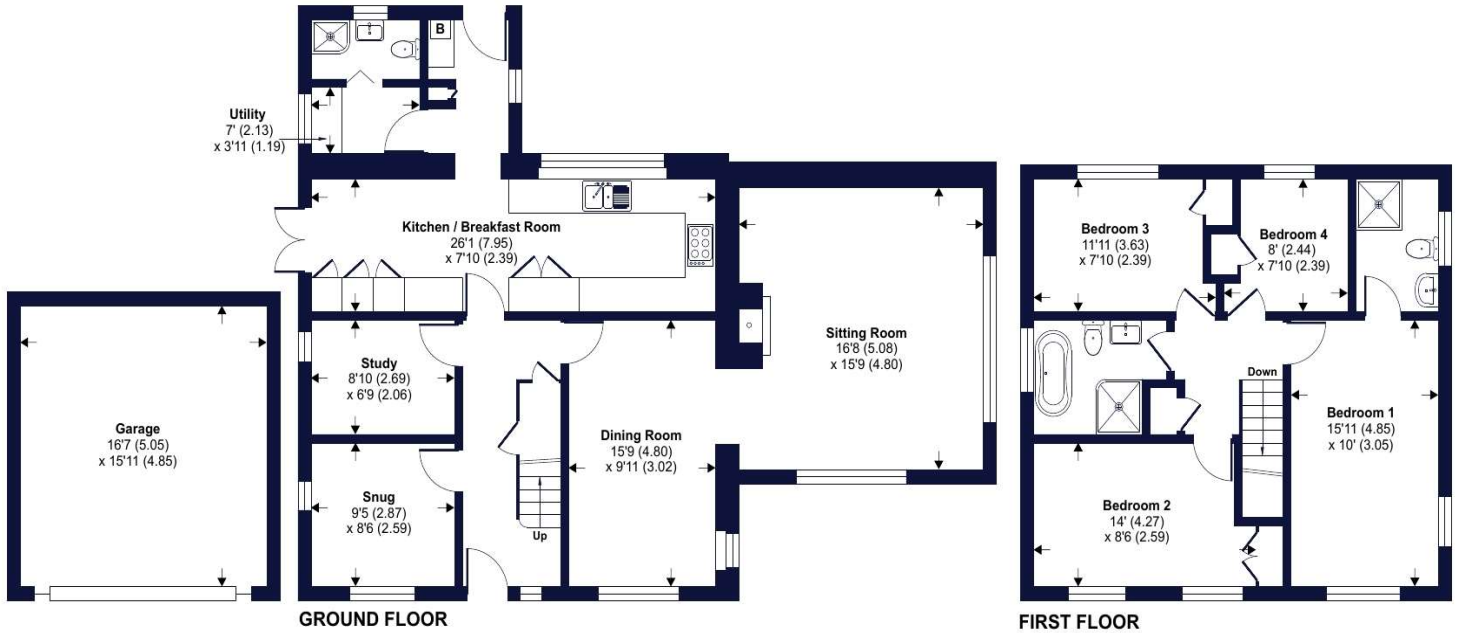 B
Utility
7' (2.13)
x 3'11 (1.19)
Kitchen / Breakfast Room
26'1 (7.95)
x 7'10 (2.39)
Study
8'10 (2.69)
x 6'9 (2.06)
Garage
16'7 (5.05)
x 15'11 (4.85)
Snug
9'5 (2.87)
x 8'6 (2.59)
Up
Dining Room
15'9 (4.80)
x 9'11 (3.02)
Sitting Room
16'8 (5.08)
x 15'9 (4.80)
GROUND FLOOR
Bedroom 3
11'11 (3.63)
x 7'10 (2.39)
Bedroom 4
8' (2.44)
x 7'10 (2.39)
Down
Bedroom 1
15'11 (4.85)
x 10' (3.05)
Bedroom 2
14' (4.27)
x 8'6 (2.59)
FIRST FLOOR